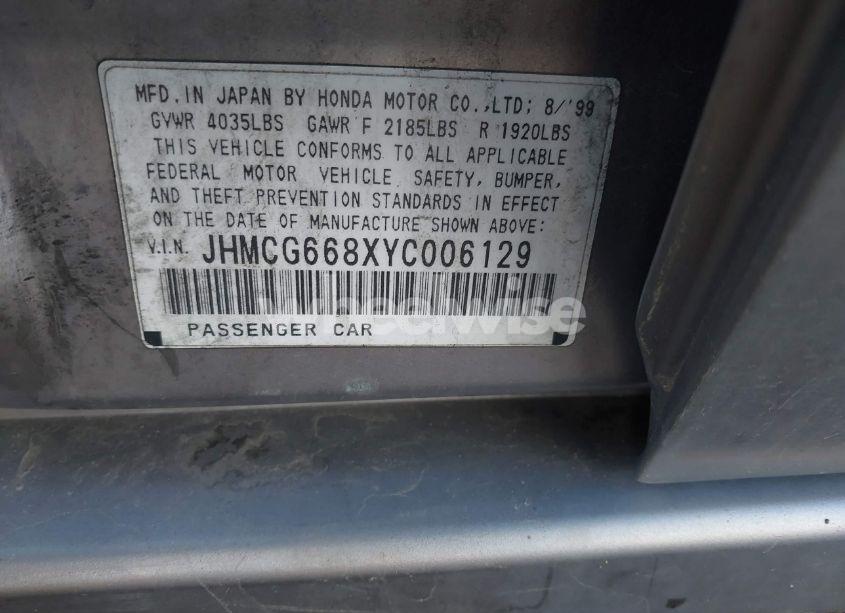 MFD. IN JAPAN BY HONDA MOTOR CO., LTD; 8/'99
GVWR 4035LBS GAWR F 2185LBS R 1920LBS
THIS VEHICLE CONFORMS TO ALL APPLICABLE
FEDERAL MOTOR VEHICLE SAFETY, BUMPER,
AND THEFT PREVENTION STANDARDS IN EFFECT
ON THE DATE OF MANUFACTURE SHOWN ABOVE:
V.I.N. JHMCG668XYC006129
wheelwise
PASSENGER CAR